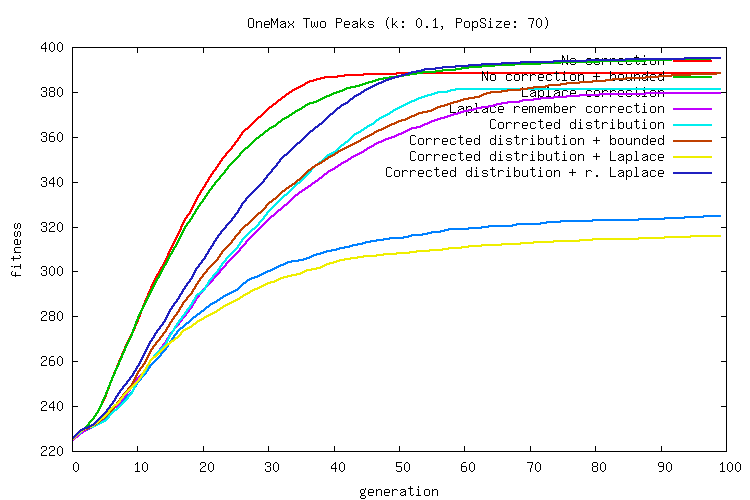 OneMax Two Peaks (k: 0.1, PopSize: 70)
400
No correction
No correction + bounded
380
Laplace correction
Laplace remember correction
360
Corrected distribution
Corrected distribution + bounded
Corrected distribution + Laplace
340
Corrected distribution + r. Laplace
320
fitness
300
280
260
240
220
0 10 20 30 40 50 60 70 80 90 100
generation